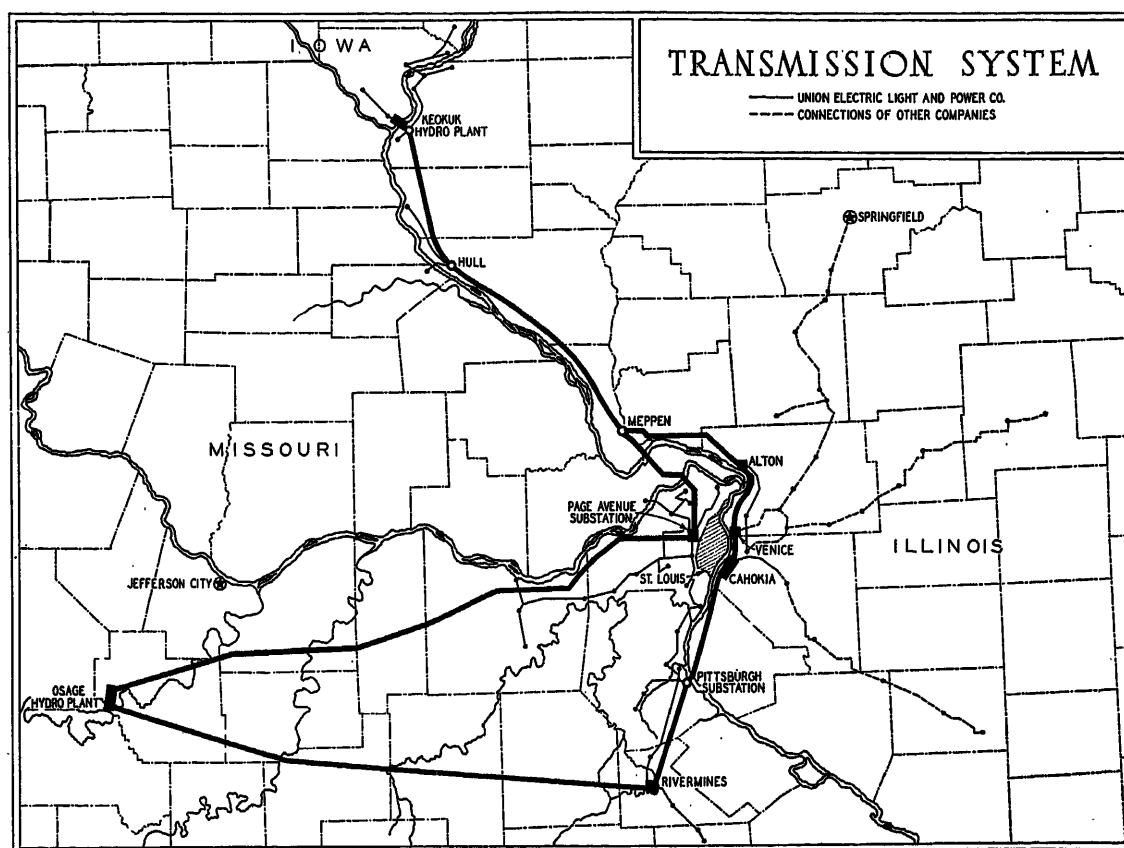 TRANSMISSION SYSTEM
UNION ELECTRIC LIGHT AND POWER CO.
CONNECTIONS OF OTHER COMPANIES
IOWA
KEOKUK
HYDRO PLANT
SPRINGFIELD
HULL
MEPPEN
MISSOURI
ALTON
PAGE AVENUE
SUBSTATION
VENICE
ILLINOIS
ST. LOUIS
CAHOKIA
JEFFERSON CITY
PITTSBURGH
SUBSTATION
OSAGE
HYDRO PLANT
RIVERMINES